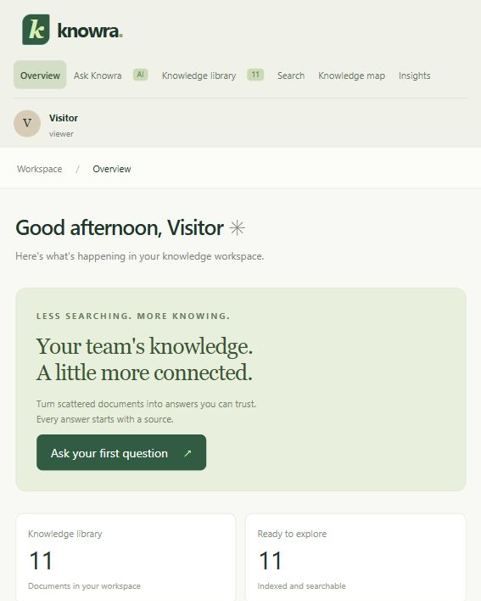 k knowra.
Overview Ask Knowra AI Knowledge library 11 Search Knowledge map Insights
V Visitor
viewer
Workspace / Overview
Good afternoon, Visitor
Here's what's happening in your knowledge workspace.
LESS SEARCHING. MORE KNOWING.
Your team's knowledge.
A little more connected.
Turn scattered documents into answers you can trust.
Every answer starts with a source.
Ask your first question ↗
Knowledge library
11
Documents in your workspace
Ready to explore
11
Indexed and searchable